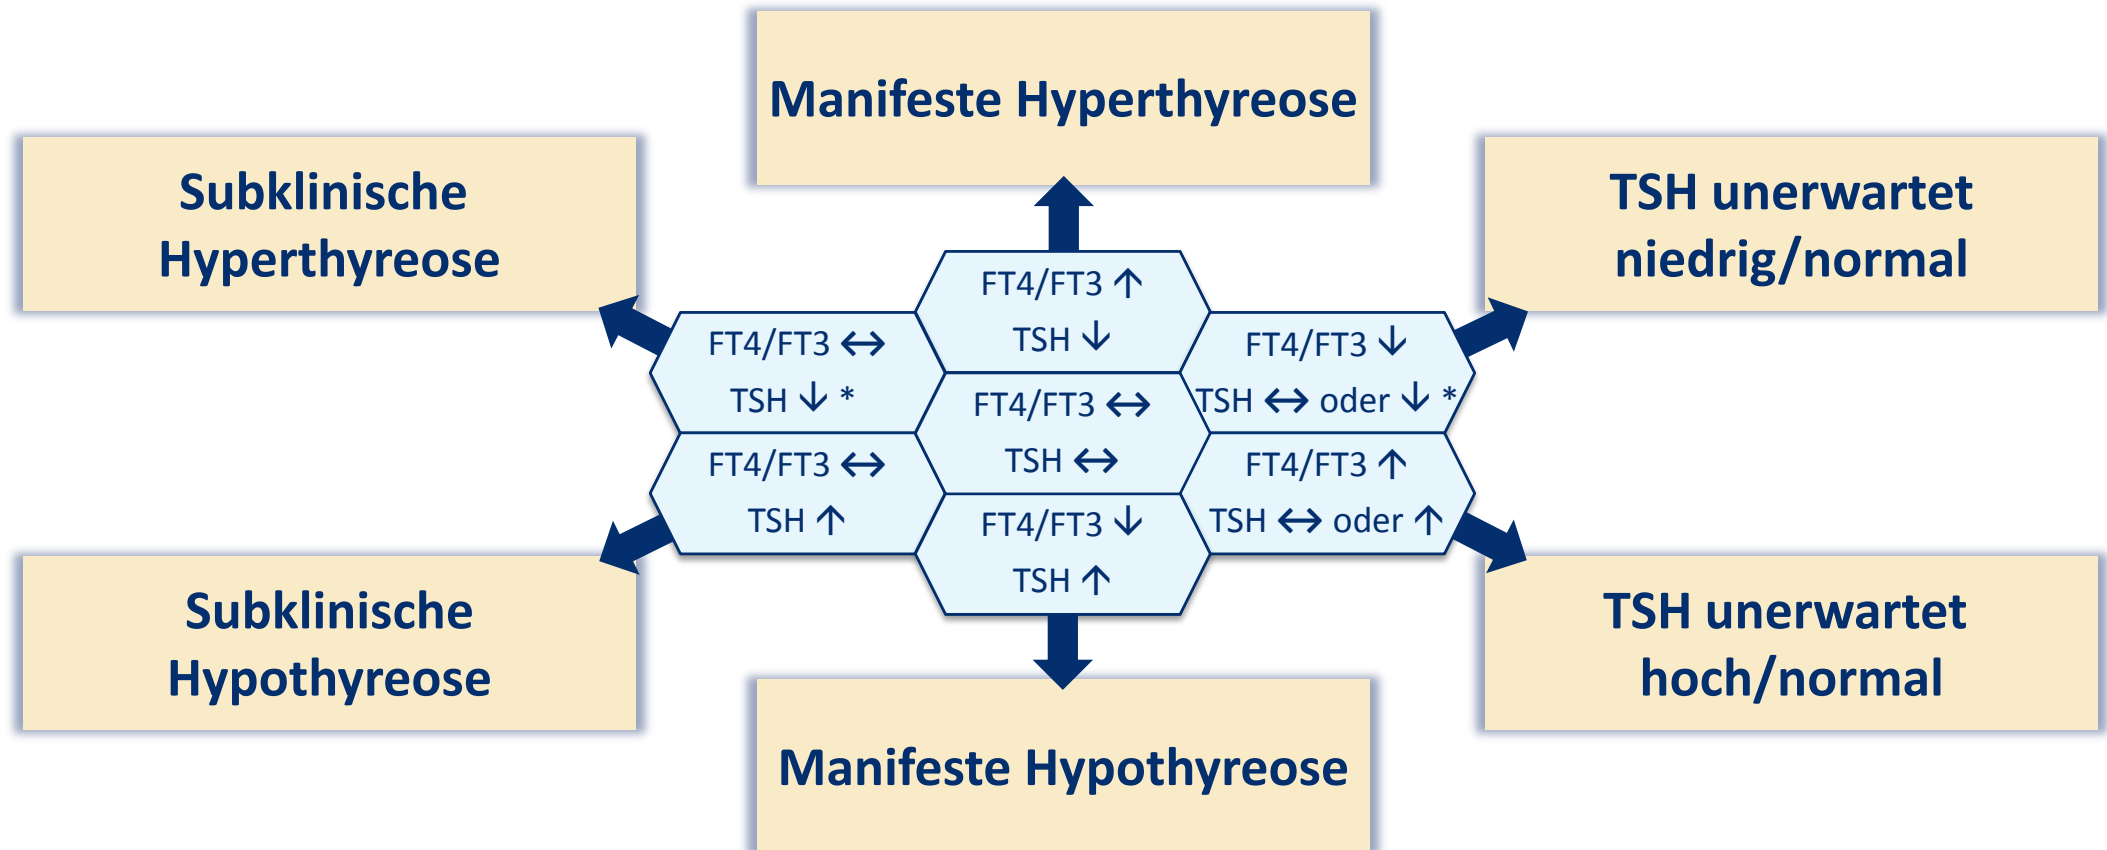 Manifeste Hyperthyreose
Subklinische
Hyperthyreose
TSH unerwartet
niedrig/normal
FT4/FT3 ↑
TSH ↓
FT4/FT3 ↔
TSH ↓ *
FT4/FT3 ↓
TSH ↔ oder ↓ *
FT4/FT3 ↔
TSH ↔
FT4/FT3 ↔
TSH ↑
FT4/FT3 ↑
TSH ↔ oder ↑
FT4/FT3 ↓
TSH ↑
Subklinische
Hypothyreose
TSH unerwartet
hoch/normal
Manifeste Hypothyreose